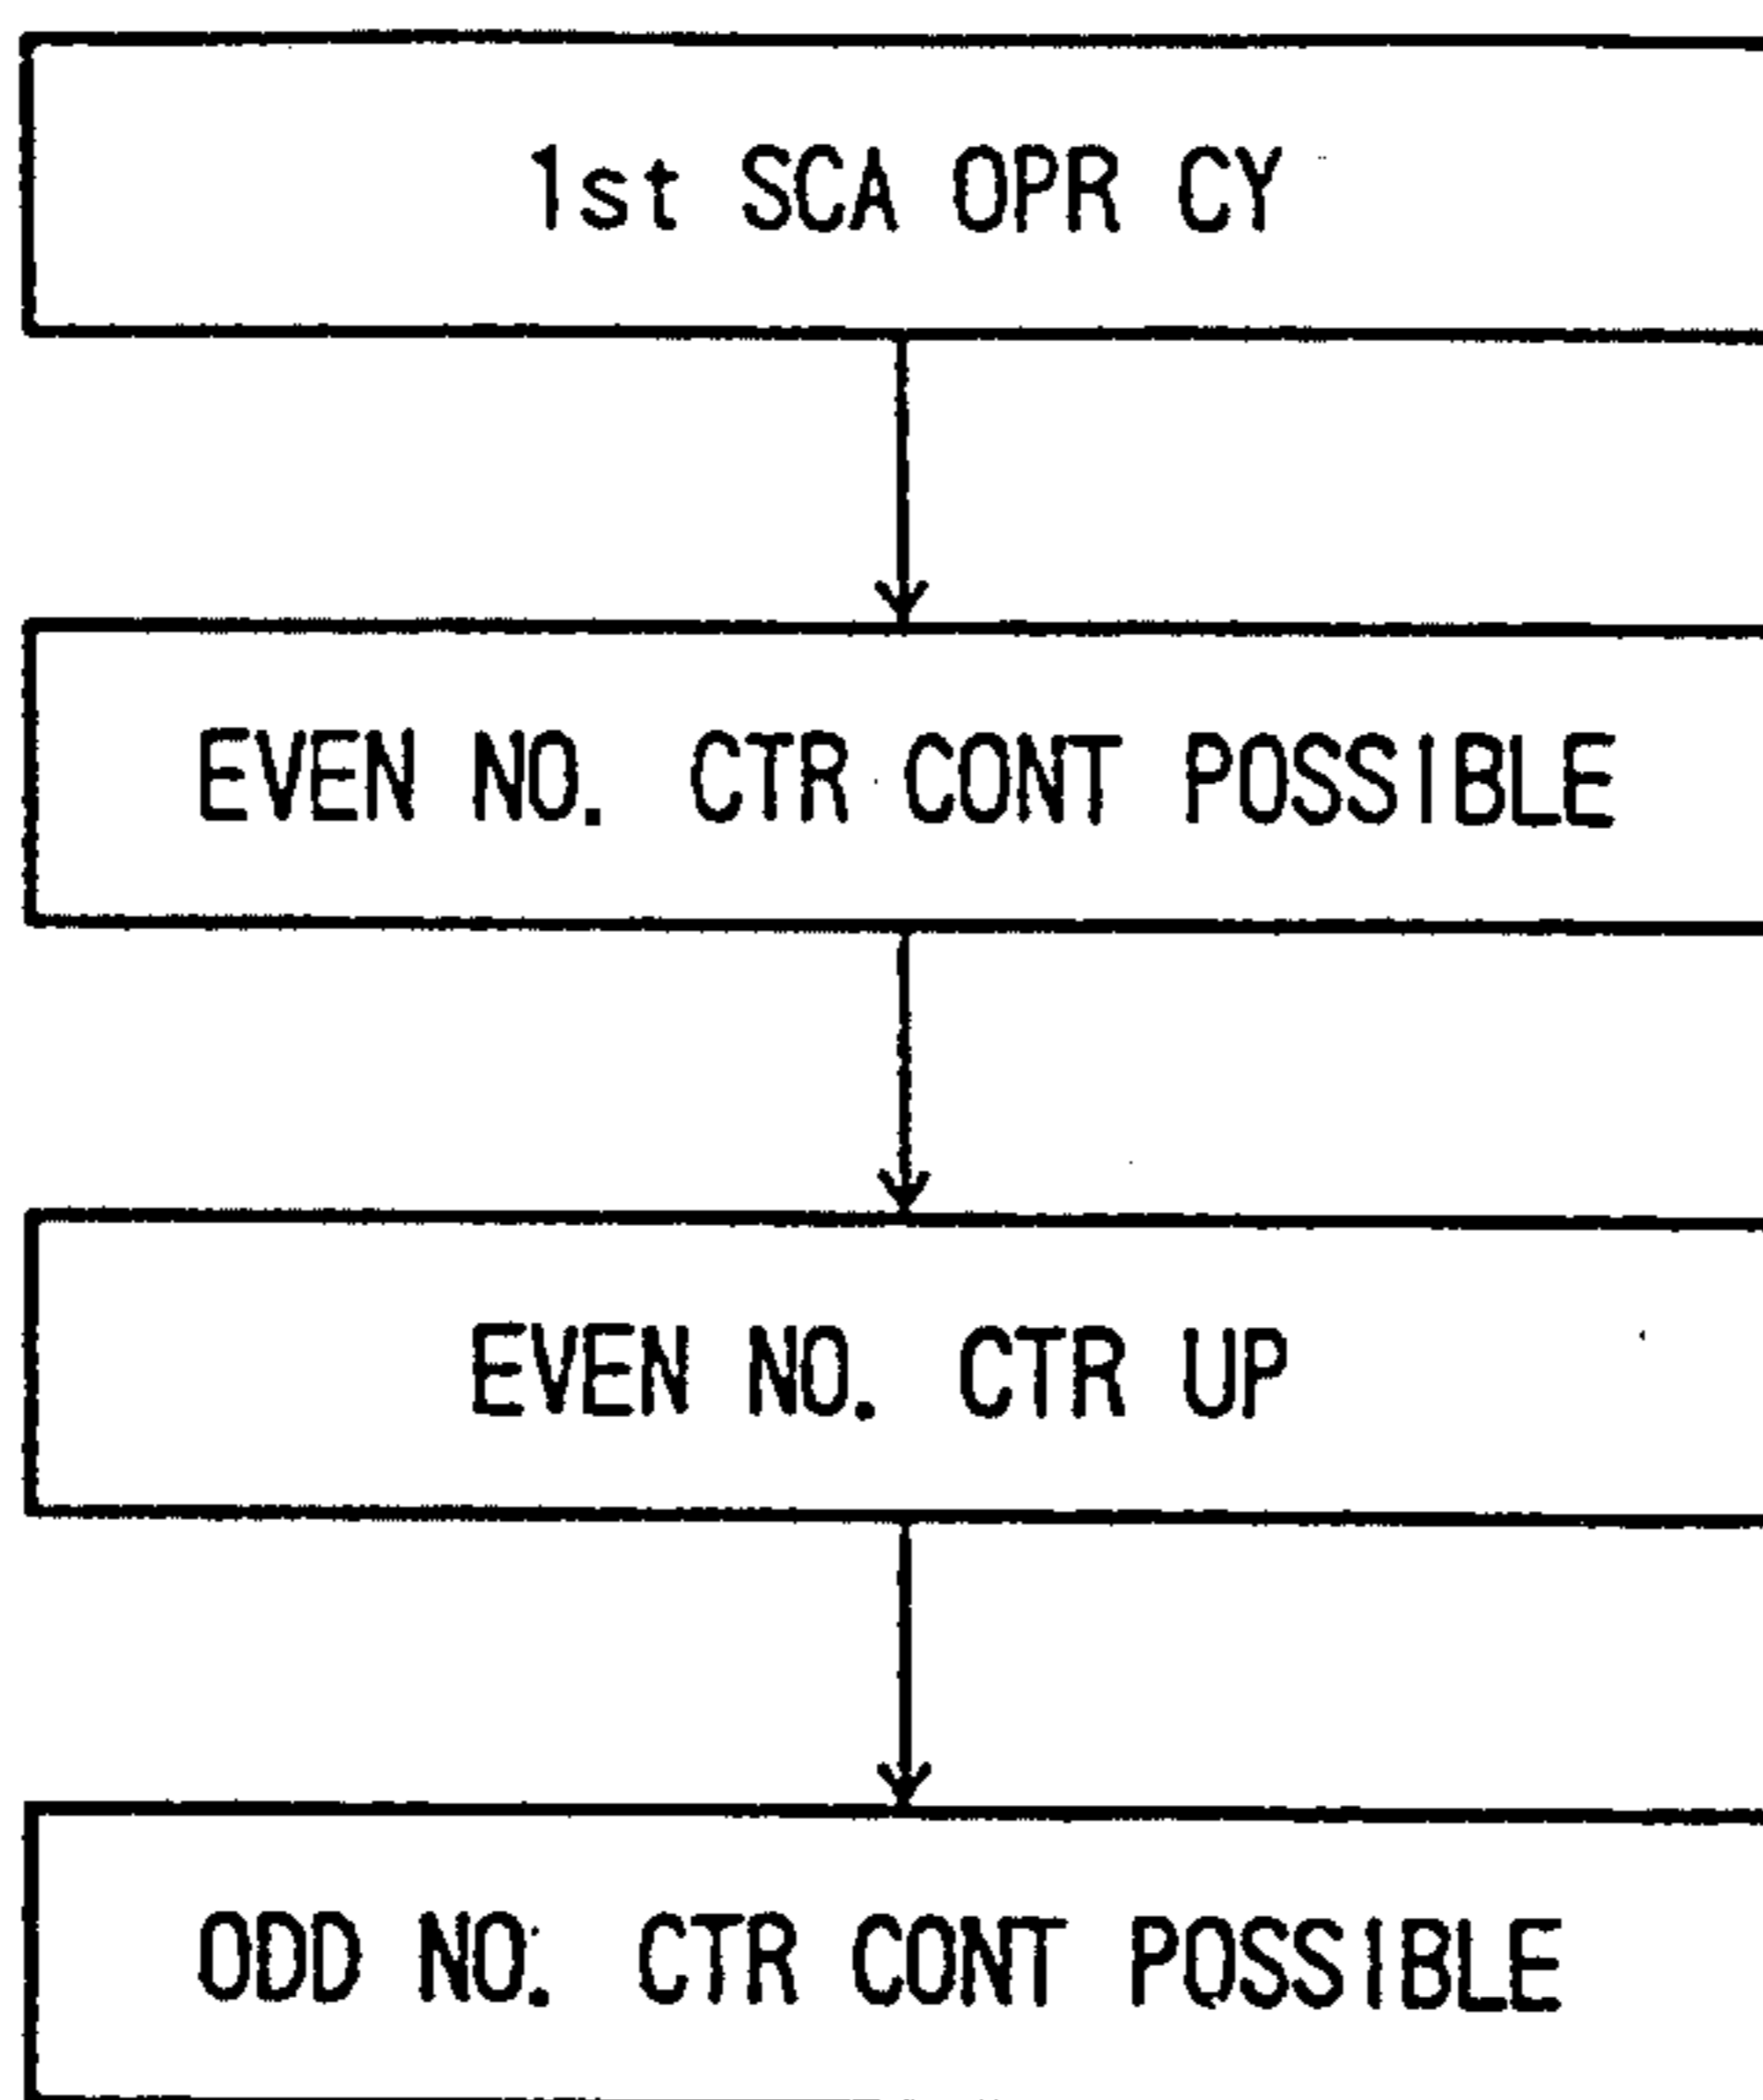 1st SCA OPR CY
EVEN NO. CTR CONT POSSIBLE
EVEN NO. CTR UP
ODD NO. CTR CONT POSSIBLE